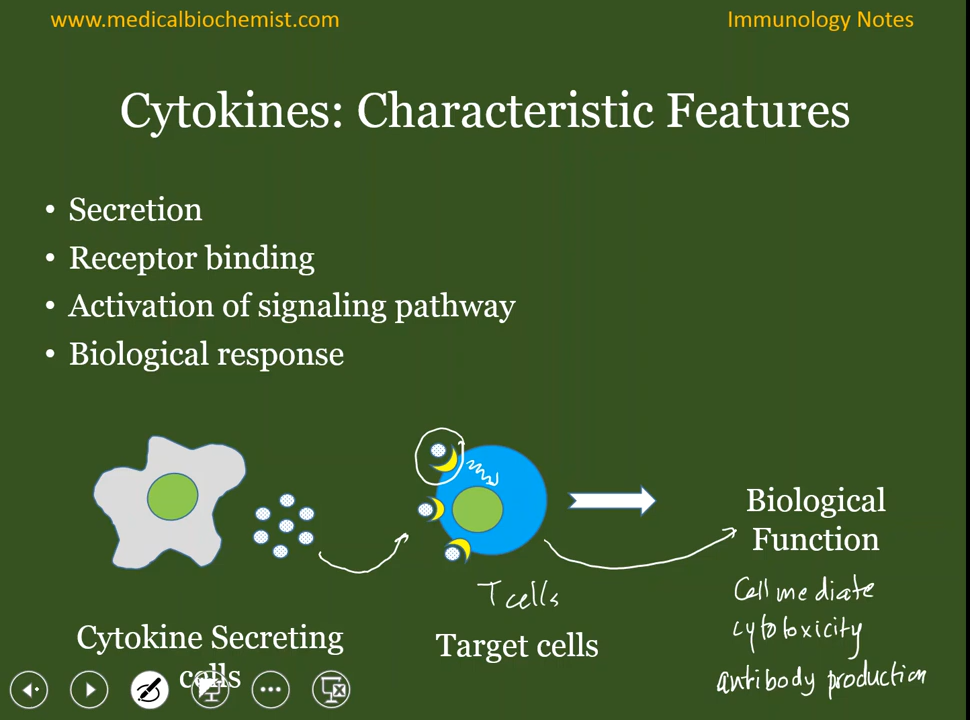 www.medicalbiochemist.com
Immunology Notes
Cytokines: Characteristic Features
• Secretion
• Receptor binding
• Activation of signaling pathway
• Biological response
Biological
Function
Cell mediate
cytotoxicity
antibody production
T cells
Target cells
Cytokine Secreting
cells